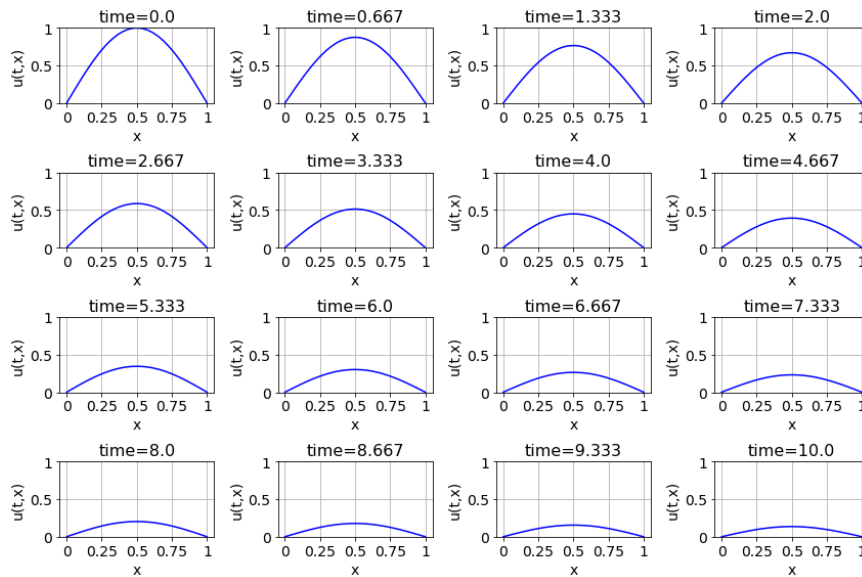 time=0.0 time=0.667 time=1.333 time=2.0
1 1 1 1
u(t,x) 0.5 u(t,x) 0.5 u(t,x) 0.5 u(t,x) 0.5
0 0 0 0
0 0.25 0.5 0.75 1 0 0.25 0.5 0.75 1 0 0.25 0.5 0.75 1 0 0.25 0.5 0.75 1
x x x x
time=2.667 time=3.333 time=4.0 time=4.667
1 1 1 1
u(t,x) 0.5 u(t,x) 0.5 u(t,x) 0.5 u(t,x) 0.5
0 0 0 0
0 0.25 0.5 0.75 1 0 0.25 0.5 0.75 1 0 0.25 0.5 0.75 1 0 0.25 0.5 0.75 1
x x x x
time=5.333 time=6.0 time=6.667 time=7.333
1 1 1 1
u(t,x) 0.5 u(t,x) 0.5 u(t,x) 0.5 u(t,x) 0.5
0 0 0 0
0 0.25 0.5 0.75 1 0 0.25 0.5 0.75 1 0 0.25 0.5 0.75 1 0 0.25 0.5 0.75 1
x x x x
time=8.0 time=8.667 time=9.333 time=10.0
1 1 1 1
u(t,x) 0.5 u(t,x) 0.5 u(t,x) 0.5 u(t,x) 0.5
0 0 0 0
0 0.25 0.5 0.75 1 0 0.25 0.5 0.75 1 0 0.25 0.5 0.75 1 0 0.25 0.5 0.75 1
x x x x